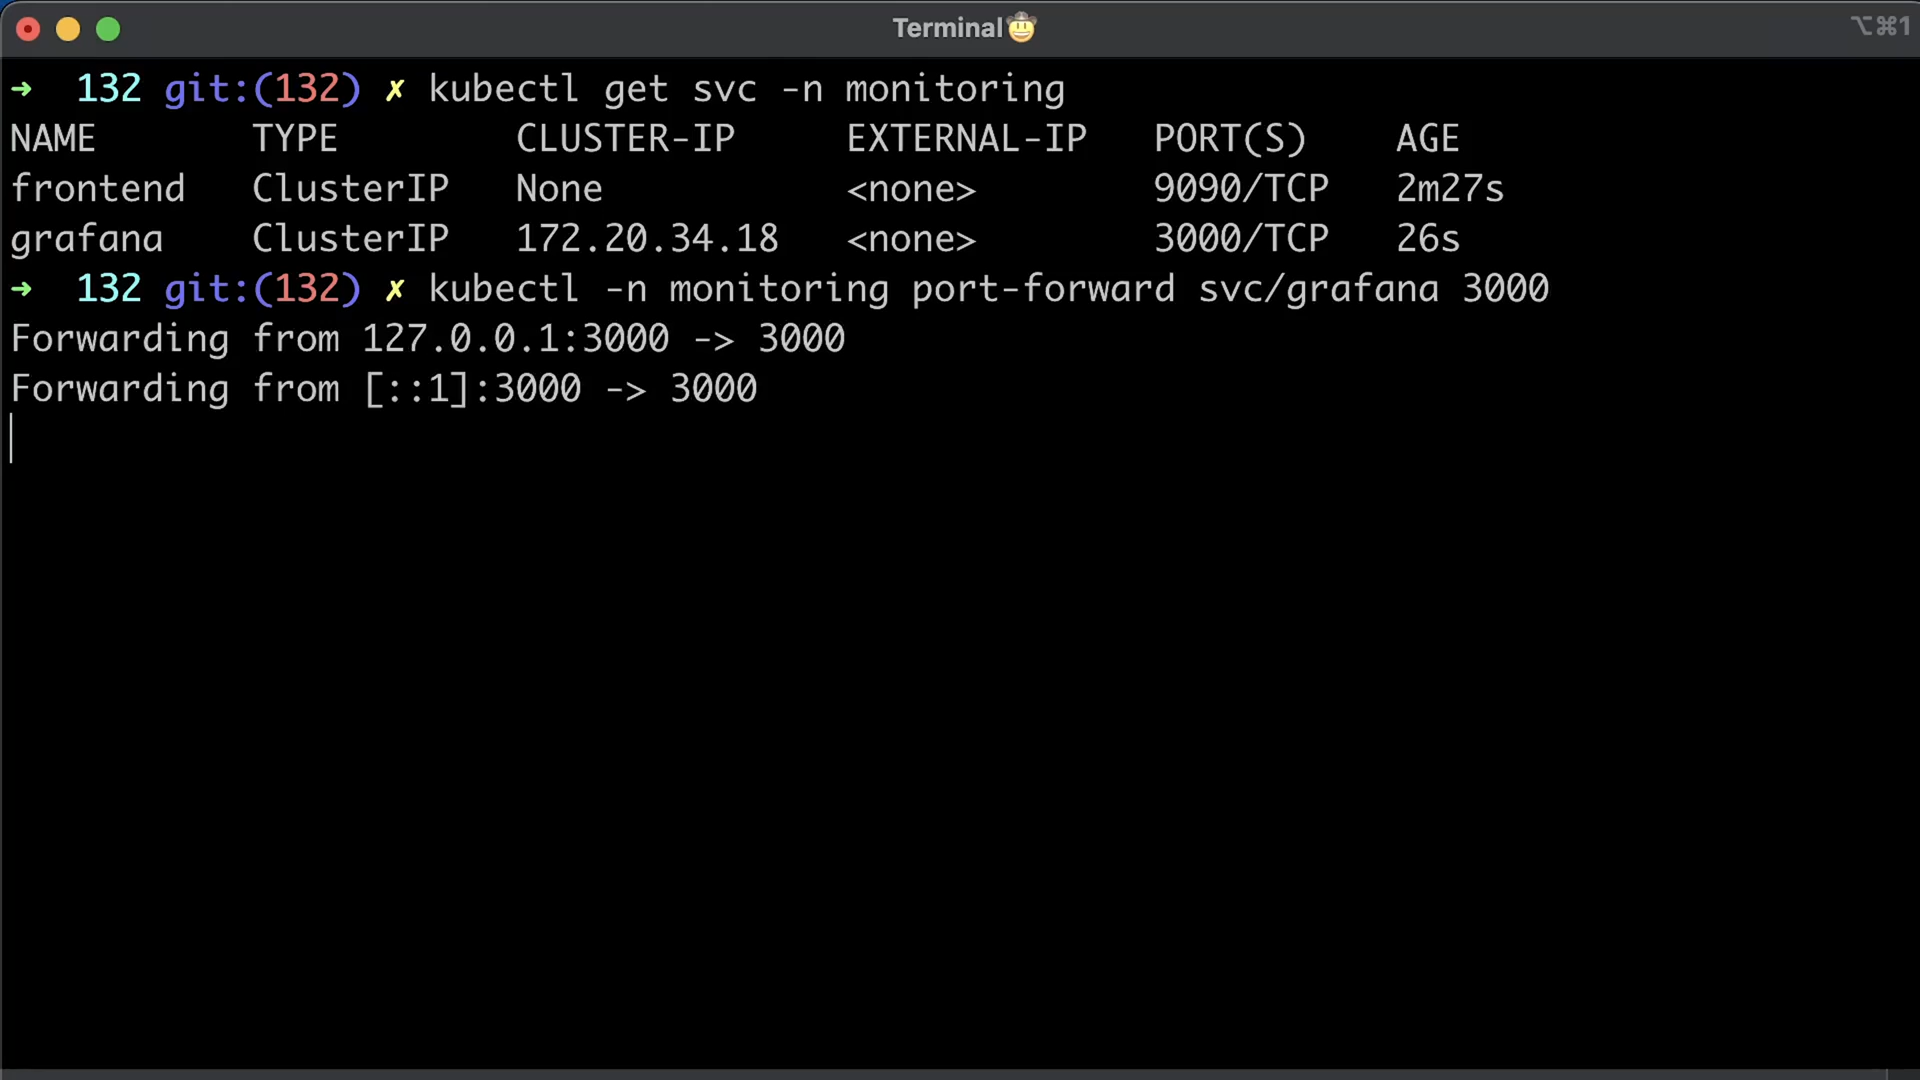 Terminal🤠
⌥⌘1
➜ 132 git:(132) ✗ kubectl get svc -n monitoring
NAME TYPE CLUSTER-IP EXTERNAL-IP PORT(S) AGE
frontend ClusterIP None <none> 9090/TCP 2m27s
grafana ClusterIP 172.20.34.18 <none> 3000/TCP 26s
➜ 132 git:(132) ✗ kubectl -n monitoring port-forward svc/grafana 3000
Forwarding from 127.0.0.1:3000 -> 3000
Forwarding from [::1]:3000 -> 3000